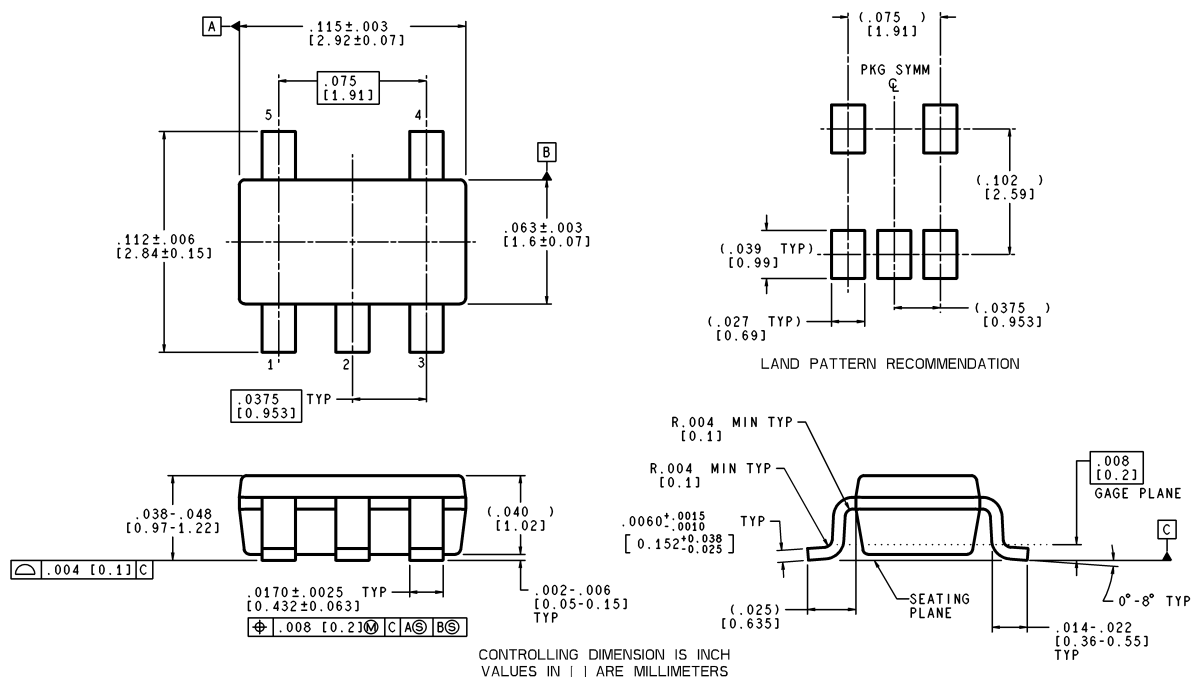 A
.115±.003
[2.92±0.07]
.075
[1.91]
5
4
B
.112±.006
[2.84±0.15]
.063±.003
[1.6±0.07]
1
2
3
.0375 TYP
[0.953]
(.075 )
[1.91]
PKG SYMM
℄
(.102 )
[2.59]
(.039 TYP)
[0.99]
(.027 TYP)
[0.69]
(.0375 )
[0.953]
LAND PATTERN RECOMMENDATION
.038-.048
[0.97-1.22]
(.040 )
[1.02]
⌓ .004 [0.1] C
.0170±.0025 TYP
[0.432±0.063]
⌖ .008 [0.2]Ⓜ C AⓈ BⓈ
.002-.006
[0.05-0.15]
TYP
R.004 MIN TYP
[0.1]
R.004 MIN TYP
[0.1]
.0060+.0015-.0010 TYP
[0.152+0.038-0.025]
.008
[0.2]
GAGE PLANE
C
(.025)
[0.635]
SEATING
PLANE
0°-8° TYP
.014-.022
[0.36-0.55]
TYP
CONTROLLING DIMENSION IS INCH
VALUES IN [ ] ARE MILLIMETERS